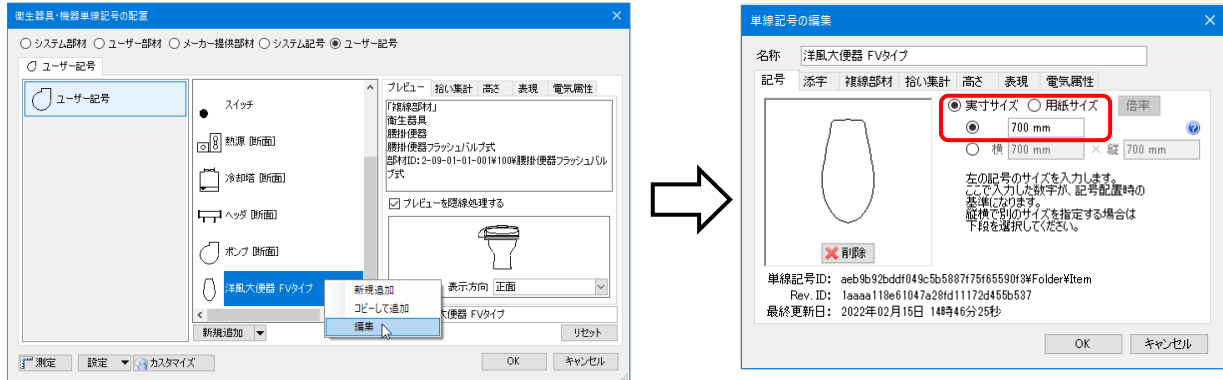 衛生器具・機器単線記号の配置
システム部材 ユーザー部材 メーカー提供部材 システム記号 ユーザー記号
ユーザー記号
ユーザー記号
スイッチ
熱源 [断面]
冷却塔 [断面]
ヘッダ [断面]
ポンプ [断面]
洋風大便器 FVタイプ
新規追加
コピーして追加
編集
新規追加
プレビュー 拾い集計 高さ 表現 電気属性
「複線部材」
衛生器具
腰掛便器
腰掛便器フラッシュバルブ式
部材ID:2-09-01-01-001¥100¥腰掛便器フラッシュバル
ブ式
プレビューを隠線処理する
表示方向 正面
大便器 FVタイプ
リセット
測定 設定 カスタマイズ OK キャンセル
単線記号の編集
名称 洋風大便器 FVタイプ
記号 添字 複線部材 拾い集計 高さ 表現 電気属性
実寸サイズ 用紙サイズ 倍率
700 mm
横 700 mm × 縦 700 mm
左の記号のサイズを入力します。
ここで入力した数字が、記号配置時の
基準になります。
縦横で別のサイズを指定する場合は
下段を選択してください。
削除
単線記号ID: aeb9b92bddf049c5b5887f75f65590f3¥Folder¥Item
Rev. ID: 1aaaa118e61047a28fd11172d455b537
最終更新日: 2022年02月15日 14時46分25秒
OK キャンセル